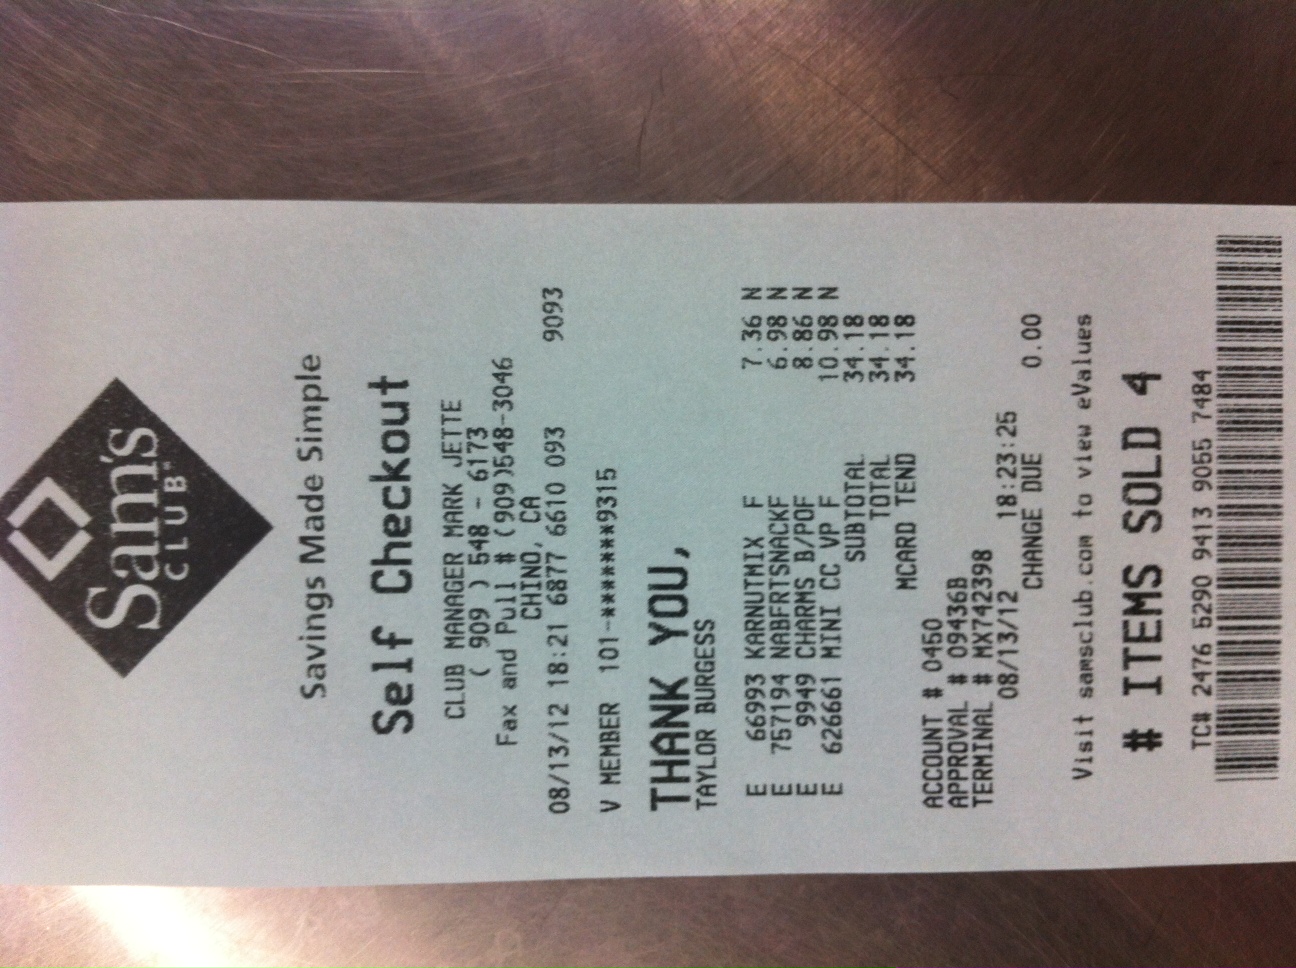 Sam's
CLUB
Savings Made Simple
Self Checkout
CLUB MANAGER MARK JETTE
( 909 ) 548 - 6173
Fax and Pull # (909)548-3046
CHINO, CA
08/13/12 18:21 6877 6610 093 9093
V MEMBER 101-*******9315
THANK YOU,
TAYLOR BURGESS
E 66993 KARNUTMIX F 7.36 N
E 757194 NABFRTSNACKF 6.98 N
E 9949 CHARMS B/POF 8.86 N
E 626661 MINI CC VP F 10.98 N
SUBTOTAL 34.18
TOTAL 34.18
MCARD TEND 34.18
ACCOUNT # 0450
APPROVAL # 09436B
TERMINAL # MX742398
08/13/12 18:23:25
CHANGE DUE 0.00
Visit samsclub.com to view eValues
# ITEMS SOLD 4
TC# 2476 5290 9413 9055 7484